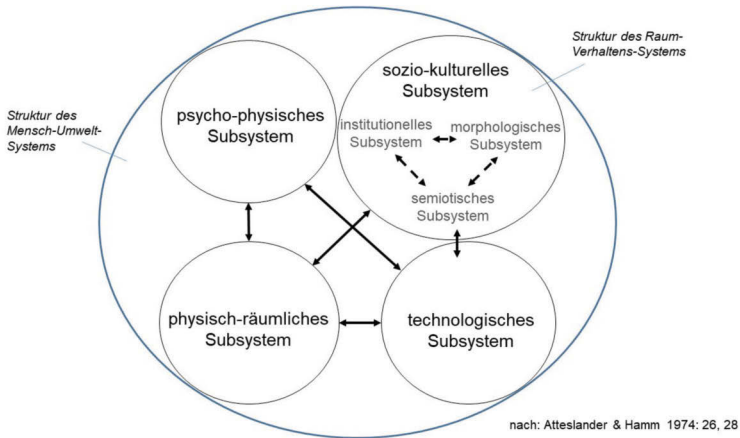 Struktur des Raum-
Verhaltens-Systems
sozio-kulturelles
Subsystem
psycho-physisches
Subsystem
Struktur des
Mensch-Umwelt-
Systems
institutionelles
Subsystem
morphologisches
Subsystem
semiotisches
Subsystem
physisch-räumliches
Subsystem
technologisches
Subsystem
nach: Atteslander & Hamm 1974: 26, 28